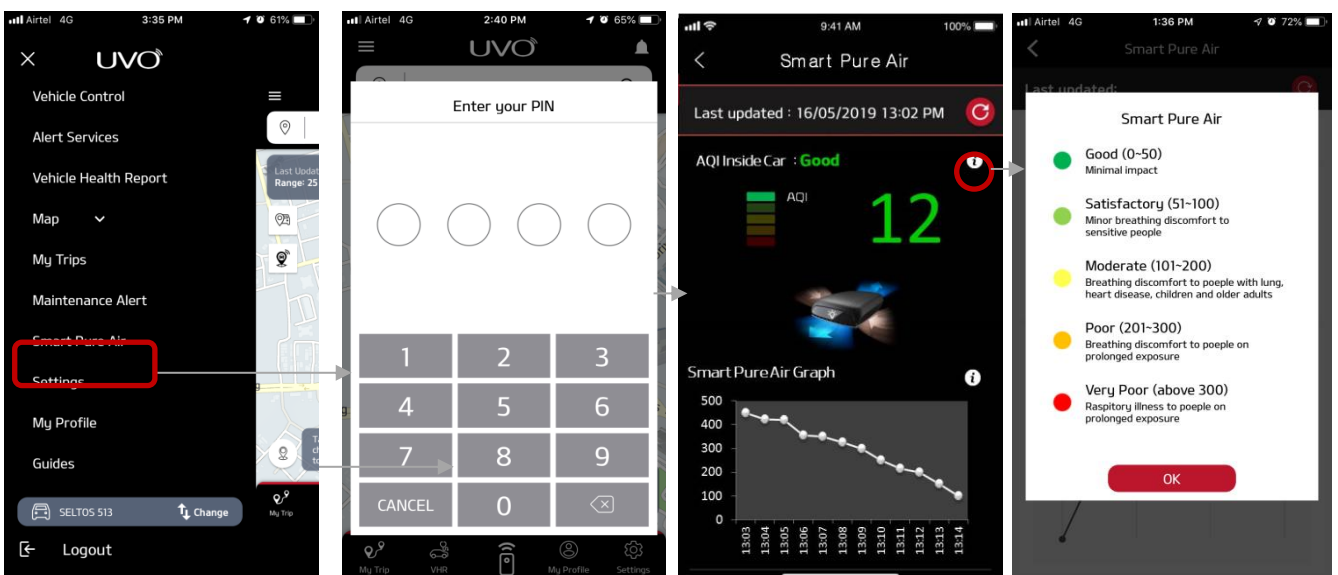 Airtel 4G 3:35 PM 61%
UVO
Vehicle Control
Alert Services
Vehicle Health Report
Map
My Trips
Maintenance Alert
Smart Pure Air
Settings
My Profile
Guides
SELTOS 513 Change
Logout
Last Updat
Range: 25
Ta
ch
to
My Trip
Airtel 4G 2:40 PM 65%
UVO
Enter your PIN
1 2 3
4 5 6
7 8 9
CANCEL 0
My Trip VHR My Profile Settings
9:41 AM 100%
Smart Pure Air
Last updated : 16/05/2019 13:02 PM
AQI Inside Car : Good
AQI
12
Smart Pure Air Graph
500
400
300
200
100
0
13:03 13:04 13:05 13:06 13:07 13:08 13:09 13:10 13:11 13:12 13:13 13:14
Airtel 4G 1:36 PM 72%
Smart Pure Air
Last updated:
Smart Pure Air
Good (0~50)
Minimal impact
Satisfactory (51~100)
Minor breathing discomfort to
sensitive people
Moderate (101~200)
Breathing discomfort to poeple with lung,
heart disease, children and older adults
Poor (201~300)
Breathing discomfort to poeple on
prolonged exposure
Very Poor (above 300)
Raspitory illness to poeple on
prolonged exposure
OK